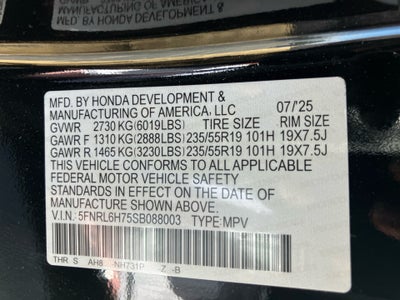 MFD. BY HONDA DEVELOPMENT &
MANUFACTURING OF AMERICA, LLC 07/'25
GVWR 2730 KG(6019LBS) TIRE SIZE RIM SIZE
GAWR F 1310 KG(2888LBS) 235/55R19 101H 19X7.5J
GAWR R 1465 KG(3230LBS) 235/55R19 101H 19X7.5J
THIS VEHICLE CONFORMS TO ALL APPLICABLE
FEDERAL MOTOR VEHICLE SAFETY STANDARDS
IN EFFECT ON THE DATE OF
MANUFACTURE SHOWN ABOVE.
V.I.N: 5FNRL6H75SB088003 TYPE: MPV
THR S AH8 NH731P Z -B